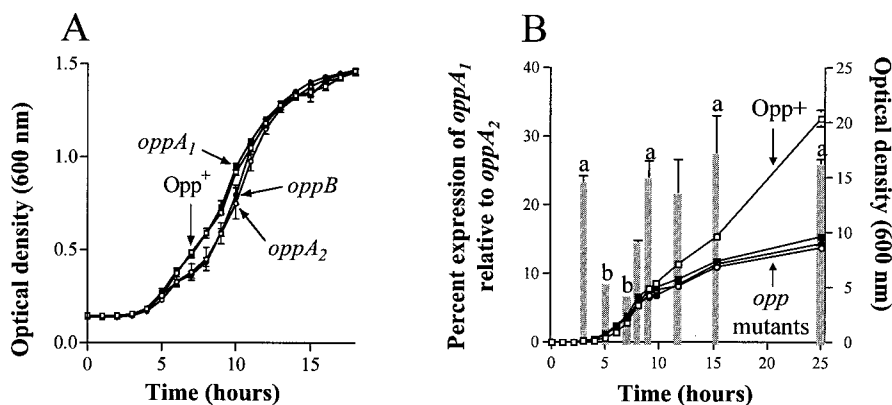 A
1.5
1.0
0.5
0.0
Optical density (600 nm)
oppA1
Opp+
oppB
oppA2
0 5 10 15
Time (hours)
B
Percent expression of oppA1
relative to oppA2
40
30
20
10
0
a
b
b
a
a
a
Opp+
opp
mutants
25
20
15
10
5
0
Optical density
(600 nm)
0 5 10 15 20 25
Time (hours)